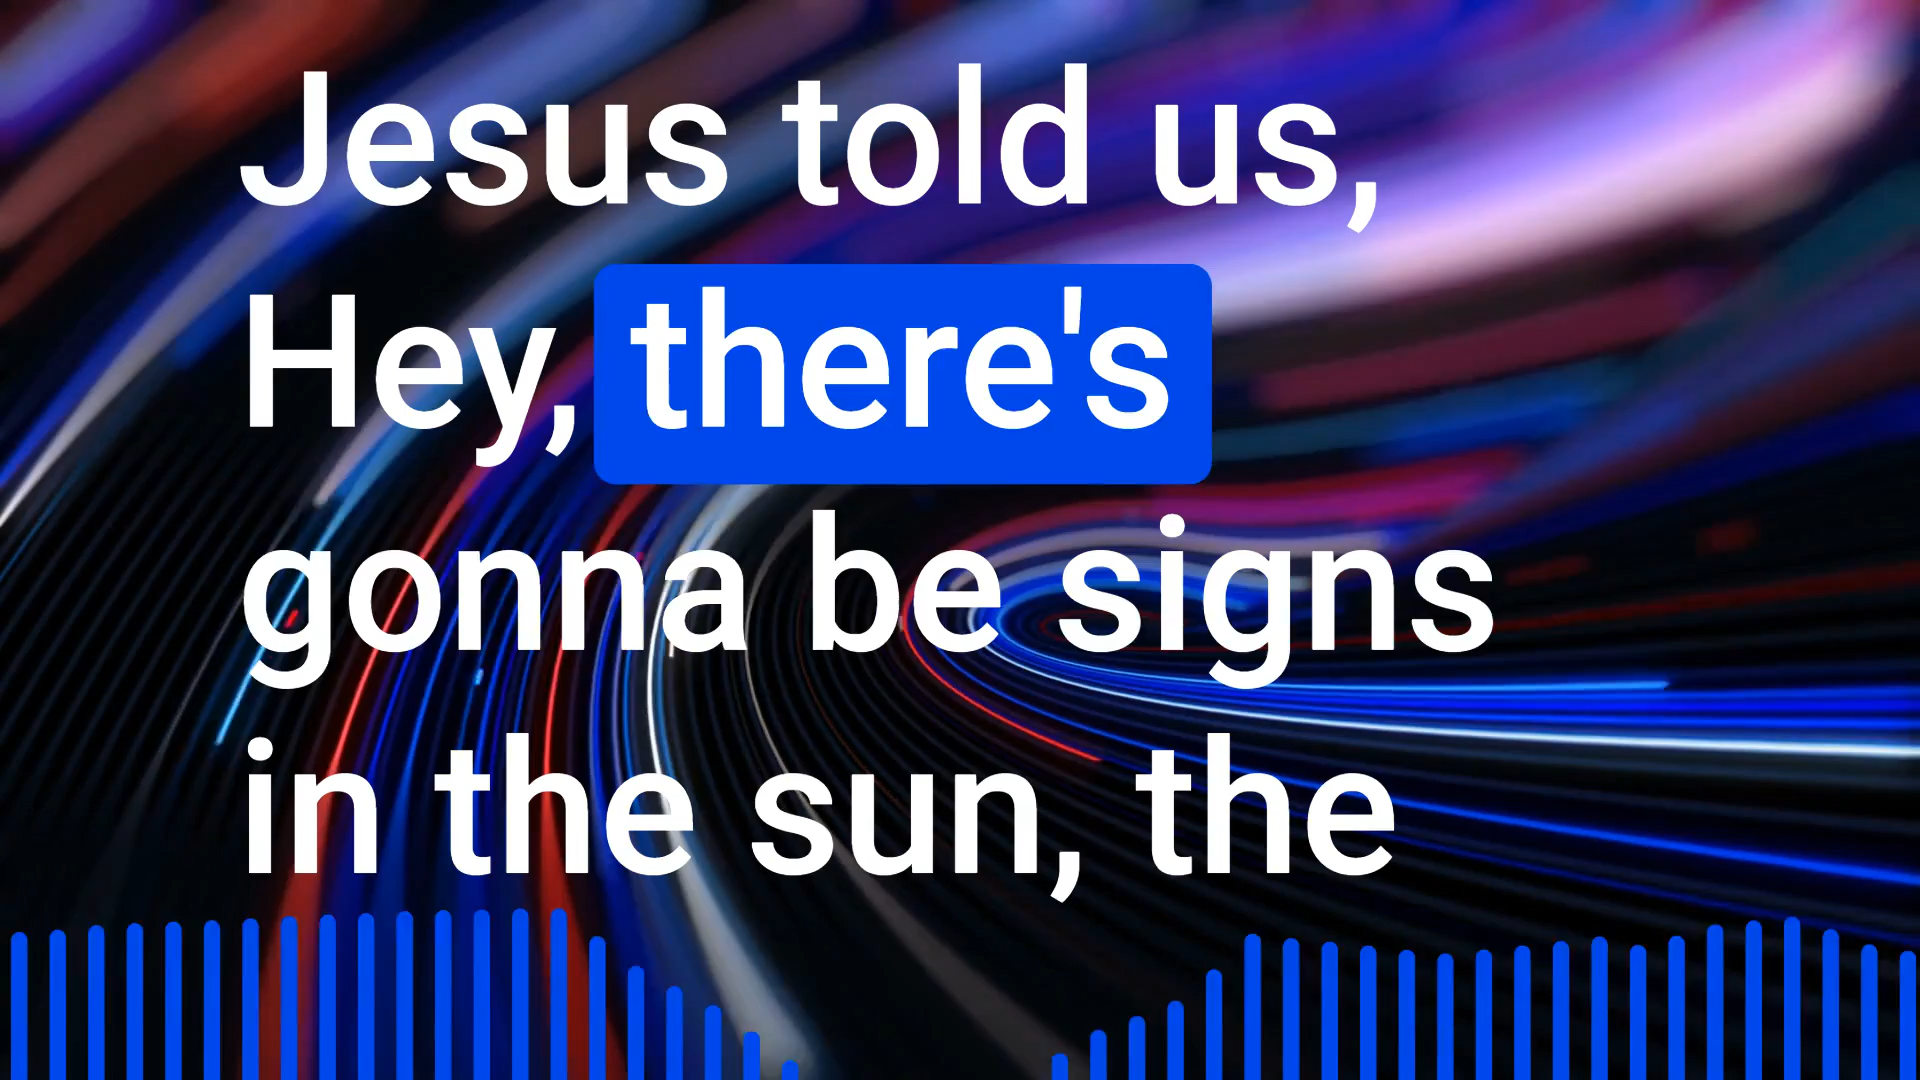 Jesus told us,
Hey, there's
gonna be signs
in the sun, the